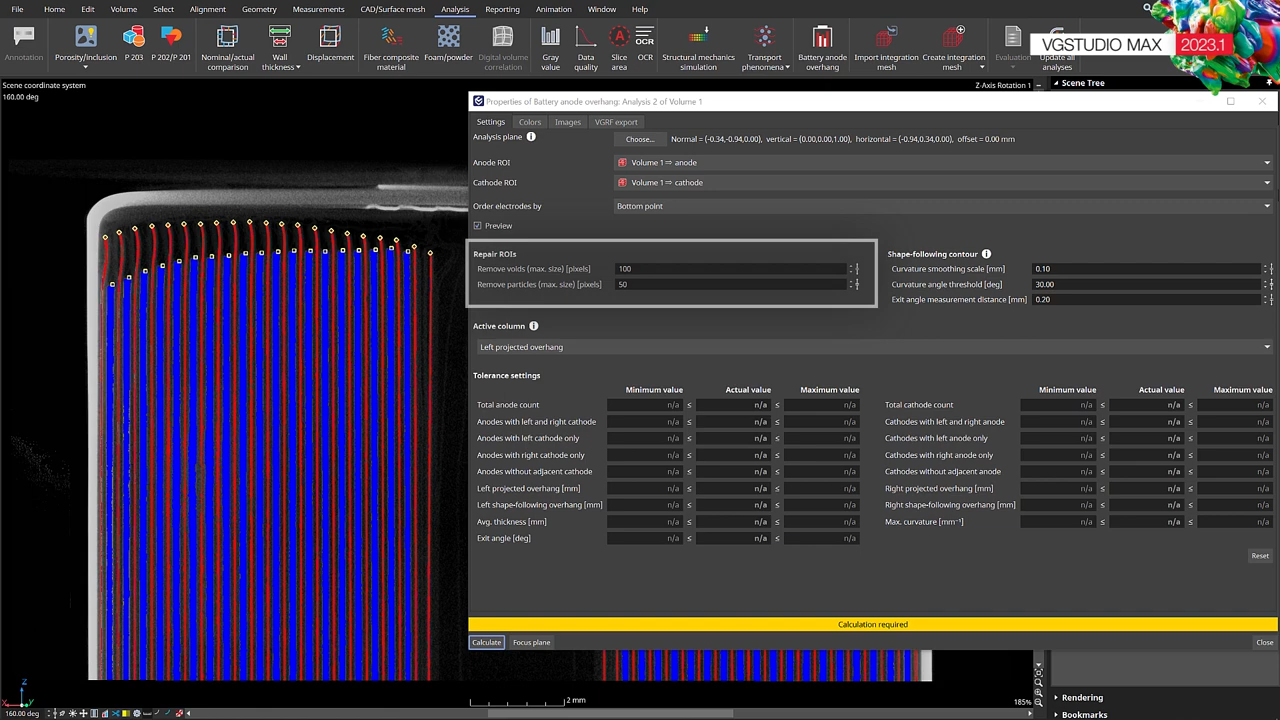 File Home Edit Volume Select Alignment Geometry Measurements CAD/Surface mesh Analysis Reporting Animation Window Help
VGSTUDIO MAX 2023.1
OCR
Annotation Porosity/inclusion P 203 P 202/P 201 Nominal/actual comparison Wall thickness Displacement Fiber composite material Foam/powder Digital volume correlation Gray value Data quality Slice area OCR Structural mechanics simulation Transport phenomena Battery anode overhang Import integration mesh Create integration mesh Evaluation Update all analyses
Scene coordinate system
160.00 deg
Z-Axis Rotation 1
Scene Tree
Properties of Battery anode overhang: Analysis 2 of Volume 1
Settings Colors Images VGRF export
Analysis plane Choose... Normal = (-0.34,-0.94,0.00), vertical = (0.00,0.00,1.00), horizontal = (-0.94,0.34,0.00), offset = 0.00 mm
Anode ROI Volume 1⇒ anode
Cathode ROI Volume 1⇒ cathode
Order electrodes by Bottom point
Preview
Repair ROIs Shape-following contour
Remove voids (max. size) [pixels] 100 Curvature smoothing scale [mm] 0.10
Remove particles (max. size) [pixels] 50 Curvature angle threshold [deg] 30.00
Exit angle measurement distance [mm] 0.20
Active column
Left projected overhang
Tolerance settings
Minimum value Actual value Maximum value Minimum value Actual value Maximum value
Total anode count n/a ≤ n/a ≤ n/a Total cathode count n/a ≤ n/a ≤ n/a
Anodes with left and right cathode n/a ≤ n/a ≤ n/a Cathodes with left and right anode n/a ≤ n/a ≤ n/a
Anodes with left cathode only n/a ≤ n/a ≤ n/a Cathodes with left anode only n/a ≤ n/a ≤ n/a
Anodes with right cathode only n/a ≤ n/a ≤ n/a Cathodes with right anode only n/a ≤ n/a ≤ n/a
Anodes without adjacent cathode n/a ≤ n/a ≤ n/a Cathodes without adjacent anode n/a ≤ n/a ≤ n/a
Left projected overhang [mm] n/a ≤ n/a ≤ n/a Right projected overhang [mm] n/a ≤ n/a ≤ n/a
Left shape-following overhang [mm] n/a ≤ n/a ≤ n/a Right shape-following overhang [mm] n/a ≤ n/a ≤ n/a
Avg. thickness [mm] n/a ≤ n/a ≤ n/a Max. curvature [mm⁻¹] n/a ≤ n/a ≤ n/a
Exit angle [deg] n/a ≤ n/a ≤ n/a
Reset
Calculation required
Calculate Focus plane Close
z
x y
2 mm
185%
Rendering
160.00 deg
Bookmarks